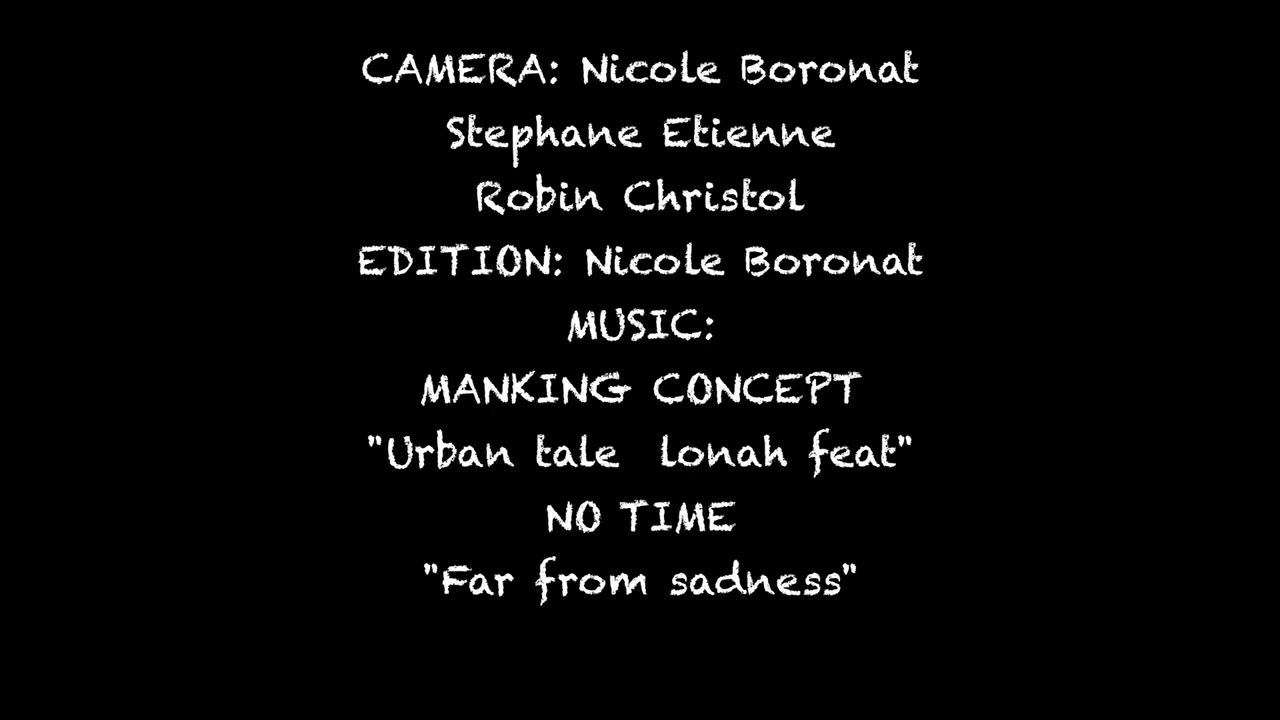 CAMERA: Nicole Boronat
Stephane Etienne
Robin Christol
EDITION: Nicole Boronat
MUSIC:
MANKING CONCEPT
"Urban tale  lonah feat"
NO TIME
"Far from sadness"